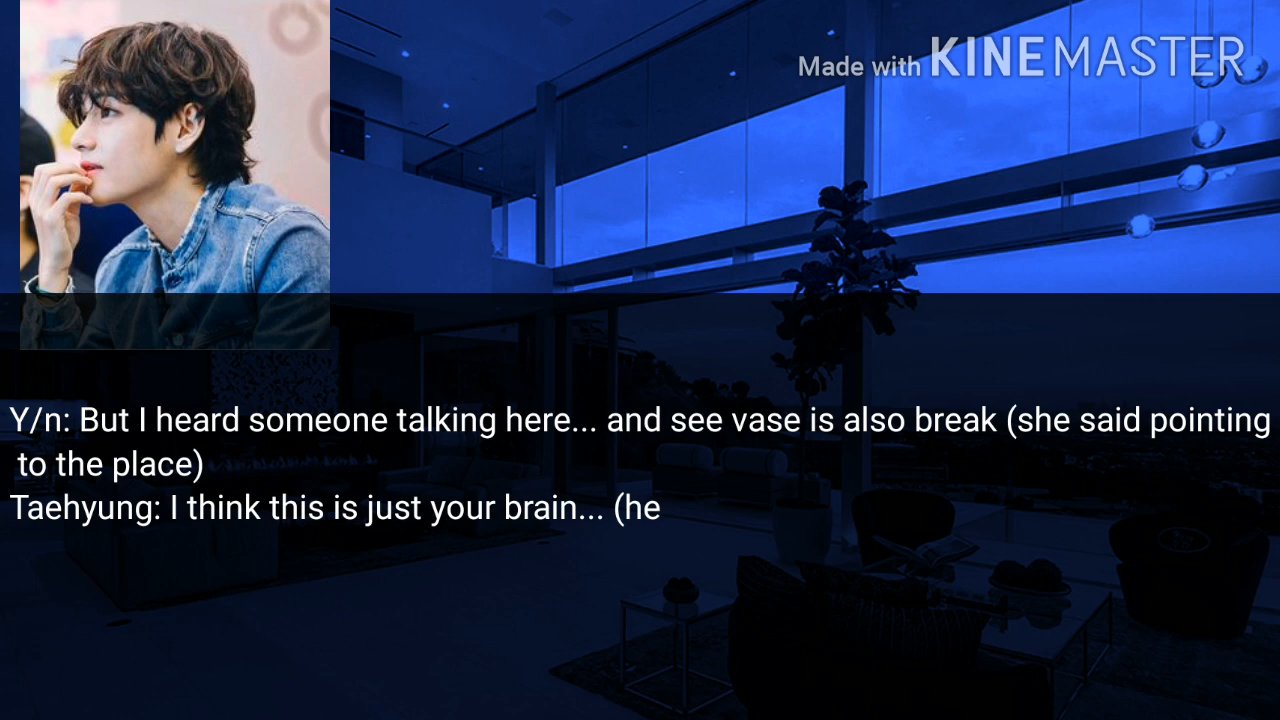 Made with KINEMASTER
Y/n: But I heard someone talking here... and see vase is also break (she said pointing
to the place)
Taehyung: I think this is just your brain... (he